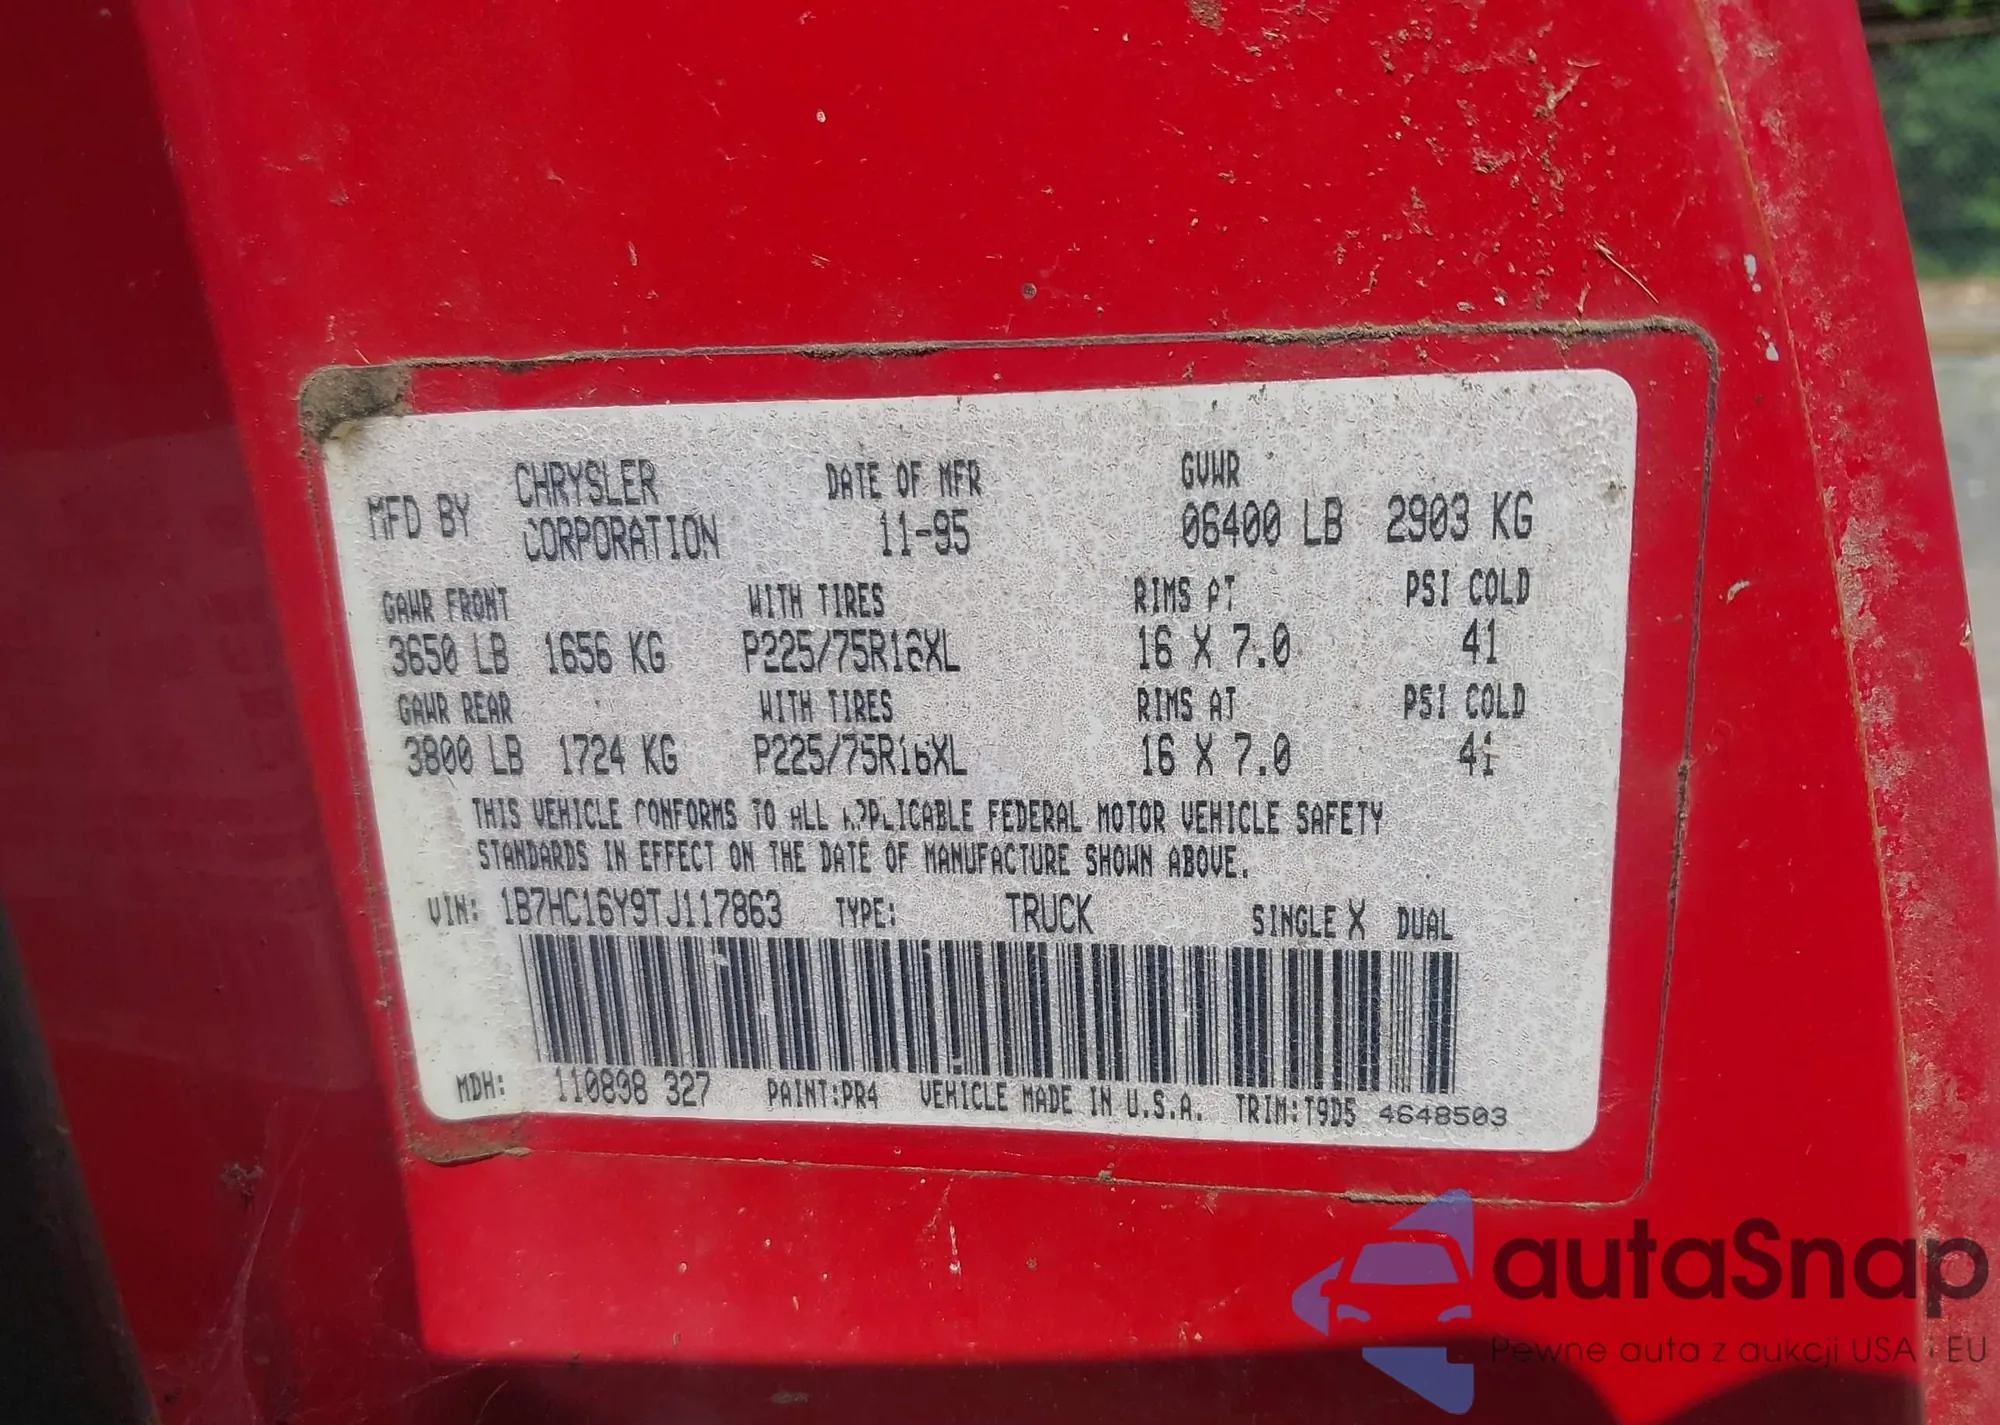 MFD BY CHRYSLER CORPORATION DATE OF MFR 11-95 GVWR 06400 LB 2903 KG
GAWR FRONT WITH TIRES RIMS AT PSI COLD
3650 LB 1656 KG P225/75R16XL 16 X 7.0 41
GAWR REAR WITH TIRES RIMS AT PSI COLD
3800 LB 1724 KG P225/75R16XL 16 X 7.0 41
THIS VEHICLE CONFORMS TO ALL APPLICABLE FEDERAL MOTOR VEHICLE SAFETY
STANDARDS IN EFFECT ON THE DATE OF MANUFACTURE SHOWN ABOVE.
VIN: 1B7HC16Y9TJ117863 TYPE: TRUCK SINGLE X DUAL
MDH: 110898 327 PAINT:PR4 VEHICLE MADE IN U.S.A. TRIM:T9D5 4648503
autaSnap
Pewne auta z aukcji USA i EU